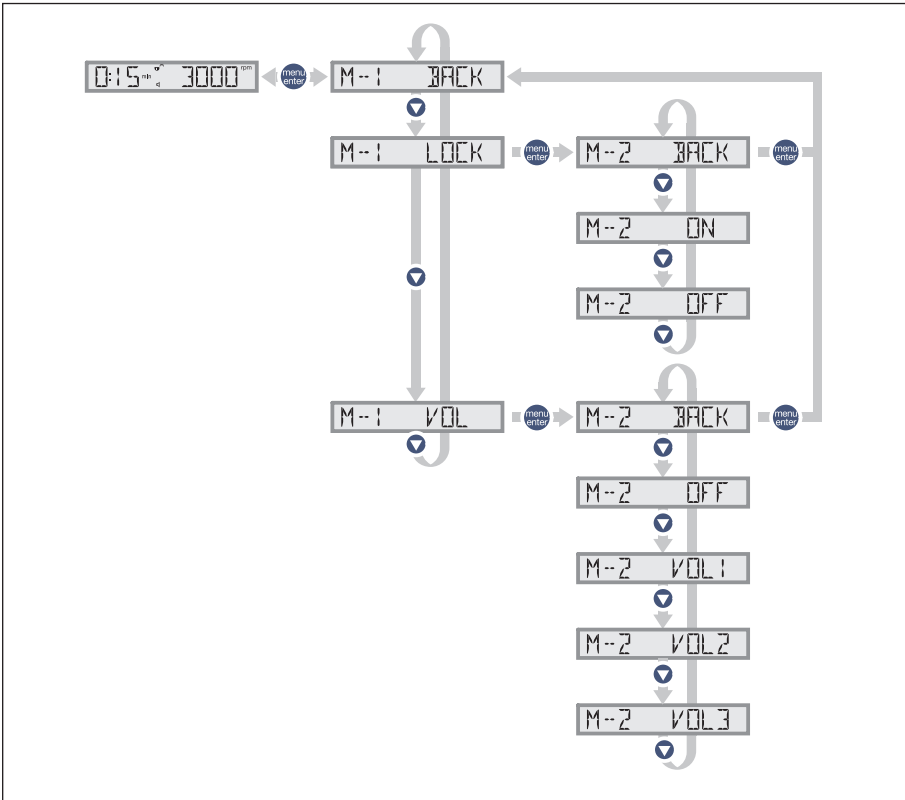 0:15 min 3000 rpm
menu enter
M--1 BACK
M--1 LOCK
menu enter
M--2 BACK
menu enter
M--2 ON
M--2 OFF
M--1 VOL
menu enter
M--2 BACK
menu enter
M--2 OFF
M--2 VOL1
M--2 VOL2
M--2 VOL3